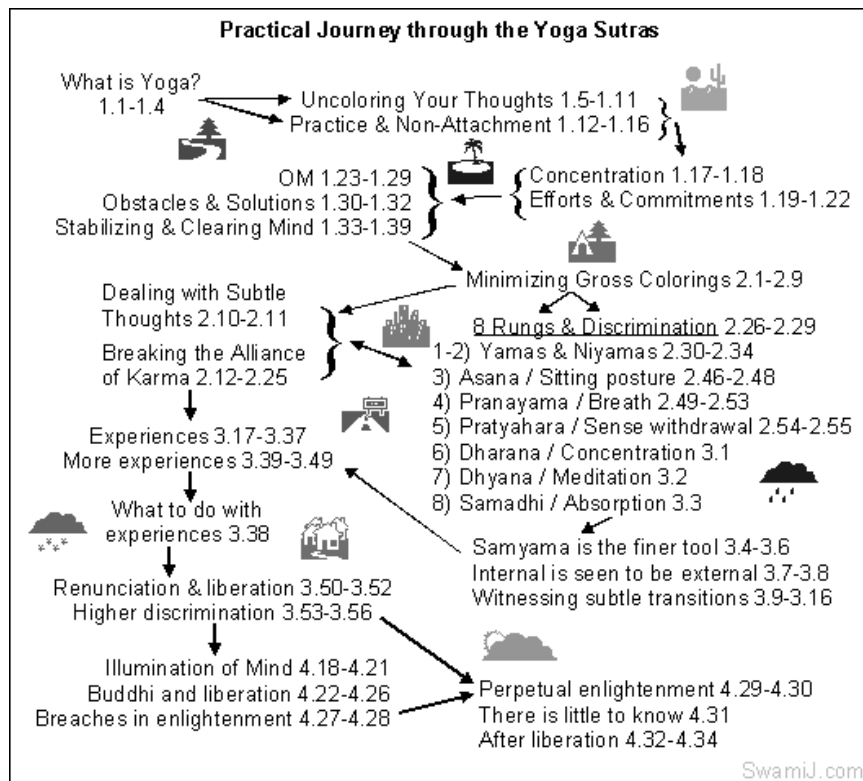 Practical Journey through the Yoga Sutras
What is Yoga?
1.1-1.4
Uncoloring Your Thoughts 1.5-1.11
Practice & Non-Attachment 1.12-1.16
Concentration 1.17-1.18
Efforts & Commitments 1.19-1.22
OM 1.23-1.29
Obstacles & Solutions 1.30-1.32
Stabilizing & Clearing Mind 1.33-1.39
Minimizing Gross Colorings 2.1-2.9
Dealing with Subtle
Thoughts 2.10-2.11
Breaking the Alliance
of Karma 2.12-2.25
8 Rungs & Discrimination 2.26-2.29
1-2) Yamas & Niyamas 2.30-2.34
3) Asana / Sitting posture 2.46-2.48
4) Pranayama / Breath 2.49-2.53
5) Pratyahara / Sense withdrawal 2.54-2.55
6) Dharana / Concentration 3.1
7) Dhyana / Meditation 3.2
8) Samadhi / Absorption 3.3
Samyama is the finer tool 3.4-3.6
Internal is seen to be external 3.7-3.8
Witnessing subtle transitions 3.9-3.16
Experiences 3.17-3.37
More experiences 3.39-3.49
What to do with
experiences 3.38
Renunciation & liberation 3.50-3.52
Higher discrimination 3.53-3.56
Illumination of Mind 4.18-4.21
Buddhi and liberation 4.22-4.26
Breaches in enlightenment 4.27-4.28
Perpetual enlightenment 4.29-4.30
There is little to know 4.31
After liberation 4.32-4.34
SwamiJ.com